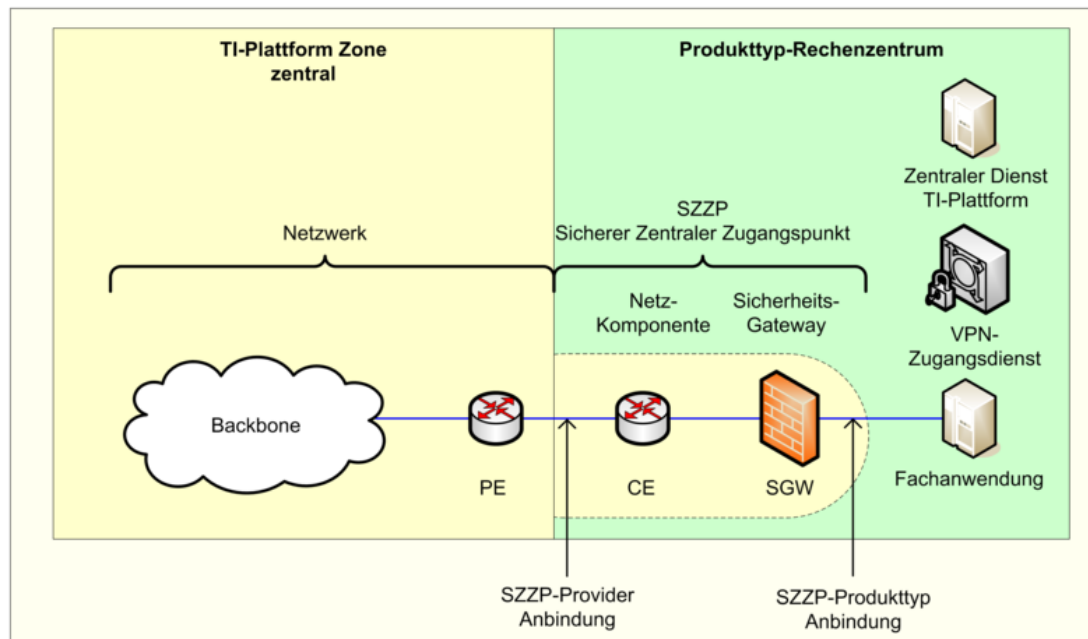 TI-Plattform Zone
zentral
Produkttyp-Rechenzentrum
Zentraler Dienst
TI-Plattform
SZZP
Sicherer Zentraler Zugangspunkt
Netzwerk
Netz-
Komponente
Sicherheits-
Gateway
VPN-
Zugangsdienst
Backbone
PE
CE
SGW
Fachanwendung
SZZP-Provider
Anbindung
SZZP-Produkttyp
Anbindung